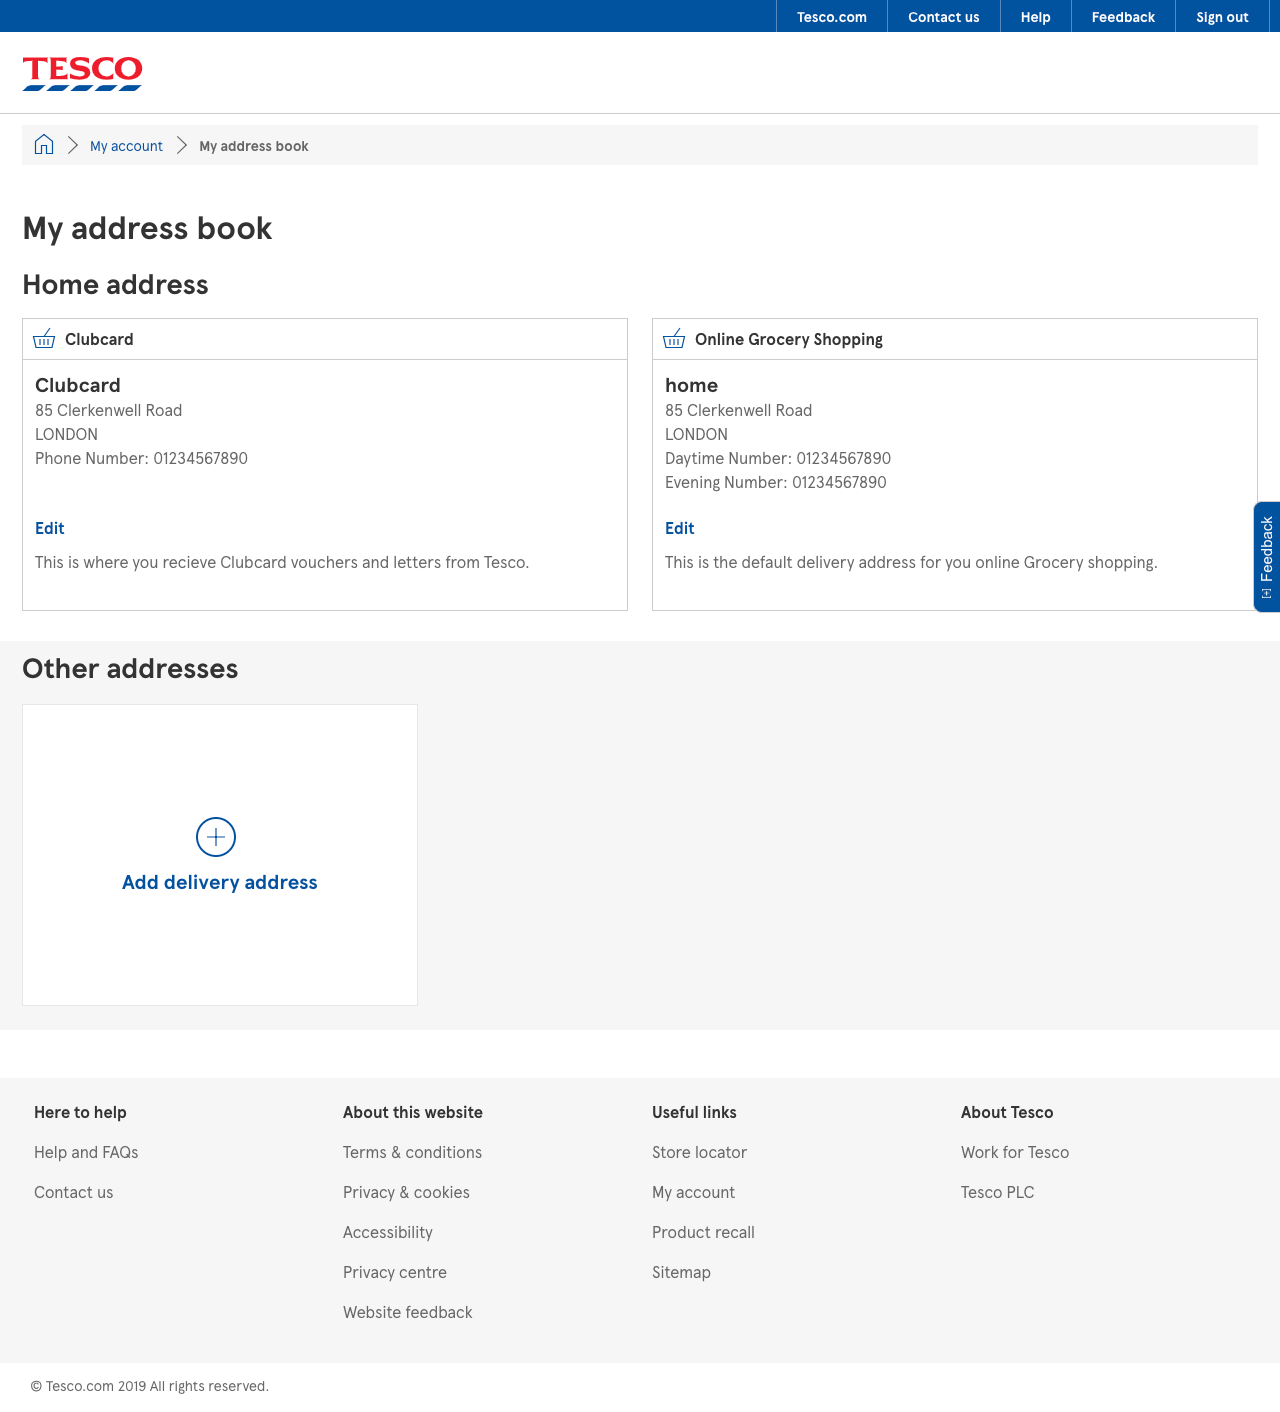 Tesco.com Contact us Help Feedback Sign out
TESCO
My account My address book
My address book
Home address
Clubcard
Clubcard
85 Clerkenwell Road
LONDON
Phone Number: 01234567890
Edit
This is where you recieve Clubcard vouchers and letters from Tesco.
Online Grocery Shopping
home
85 Clerkenwell Road
LONDON
Daytime Number: 01234567890
Evening Number: 01234567890
Edit
This is the default delivery address for you online Grocery shopping.
[+] Feedback
Other addresses
Add delivery address
Here to help
Help and FAQs
Contact us
About this website
Terms & conditions
Privacy & cookies
Accessibility
Privacy centre
Website feedback
Useful links
Store locator
My account
Product recall
Sitemap
About Tesco
Work for Tesco
Tesco PLC
© Tesco.com 2019 All rights reserved.